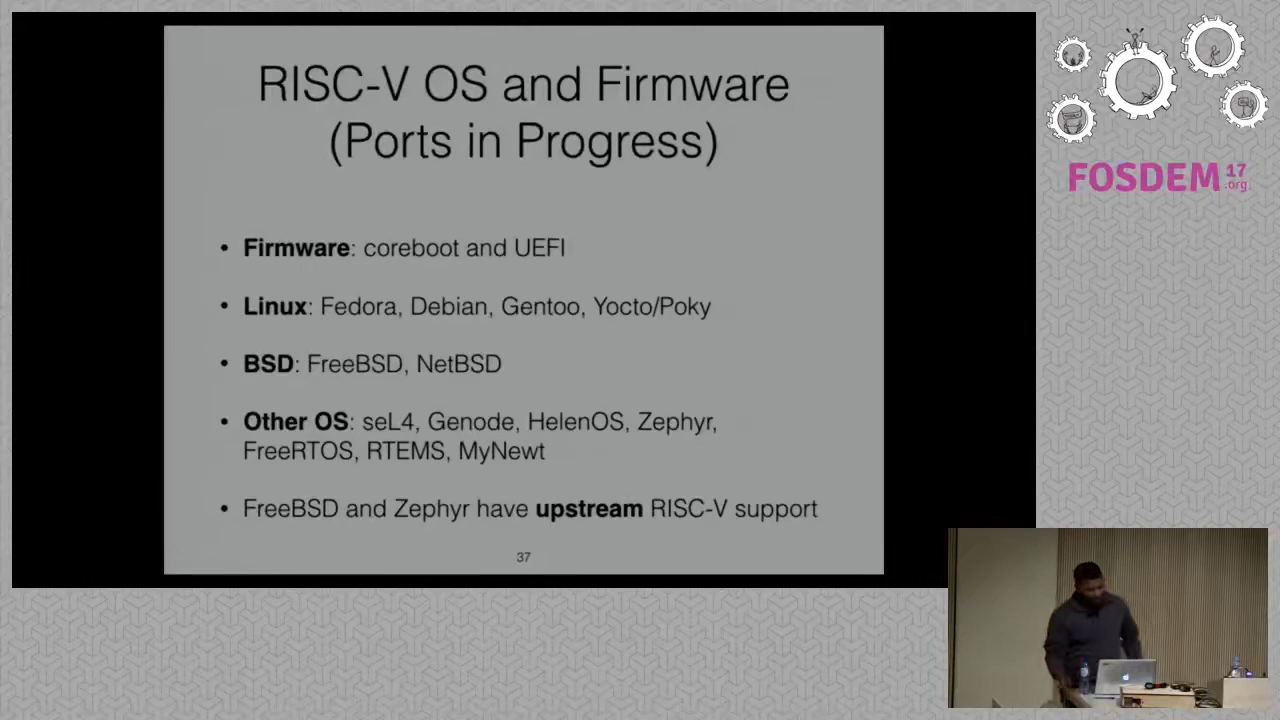 RISC-V OS and Firmware
(Ports in Progress)
• Firmware: coreboot and UEFI
• Linux: Fedora, Debian, Gentoo, Yocto/Poky
• BSD: FreeBSD, NetBSD
• Other OS: seL4, Genode, HelenOS, Zephyr,
FreeRTOS, RTEMS, MyNewt
• FreeBSD and Zephyr have upstream RISC-V support
37
FOSDEM 17
.org